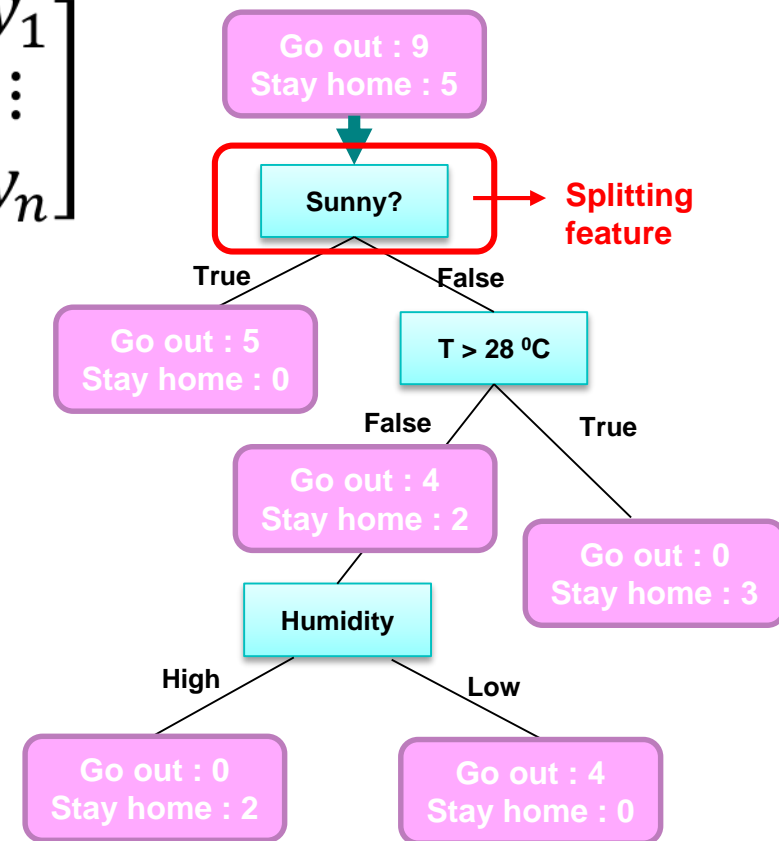 y₁
⋮
yₙ
Go out : 9
Stay home : 5
Sunny?
Splitting
feature
True
False
Go out : 5
Stay home : 0
T > 28 ⁰C
False
True
Go out : 4
Stay home : 2
Go out : 0
Stay home : 3
Humidity
High
Low
Go out : 0
Stay home : 2
Go out : 4
Stay home : 0